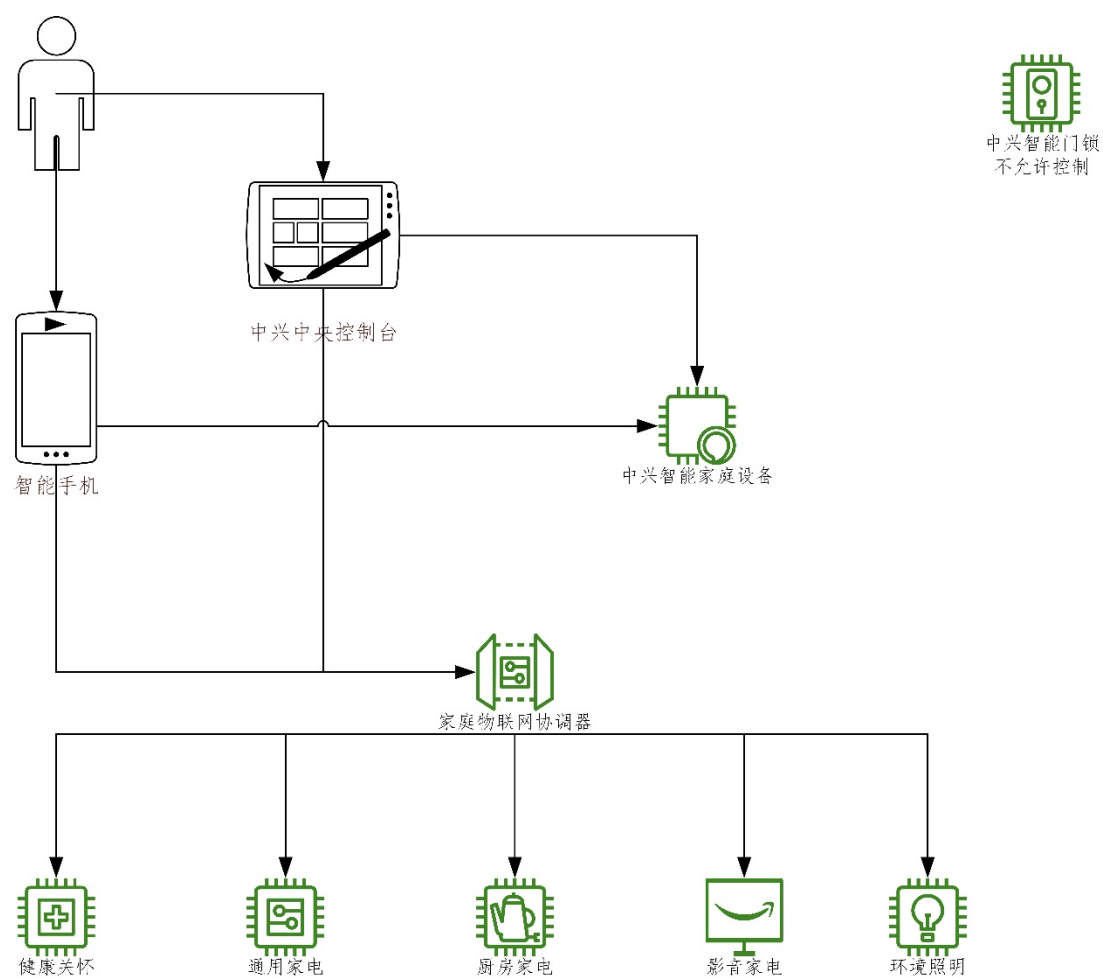 中兴智能门锁
不允许控制
中兴中央控制台
智能手机
中兴智能家庭设备
家庭物联网协调器
健康关怀
通用家电
厨房家电
影音家电
环境照明